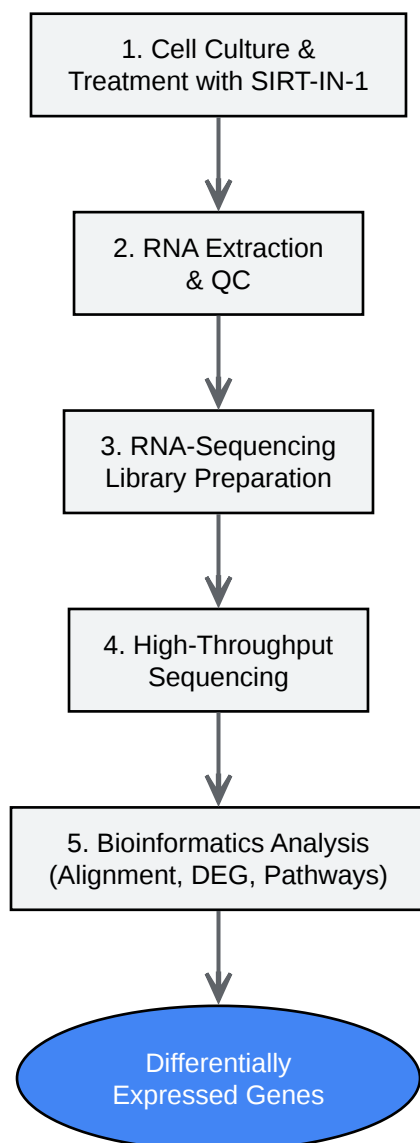 1. Cell Culture &
Treatment with SIRT-IN-1
2. RNA Extraction
& QC
3. RNA-Sequencing
Library Preparation
4. High-Throughput
Sequencing
5. Bioinformatics Analysis
(Alignment, DEG, Pathways)
Differentially
Expressed Genes